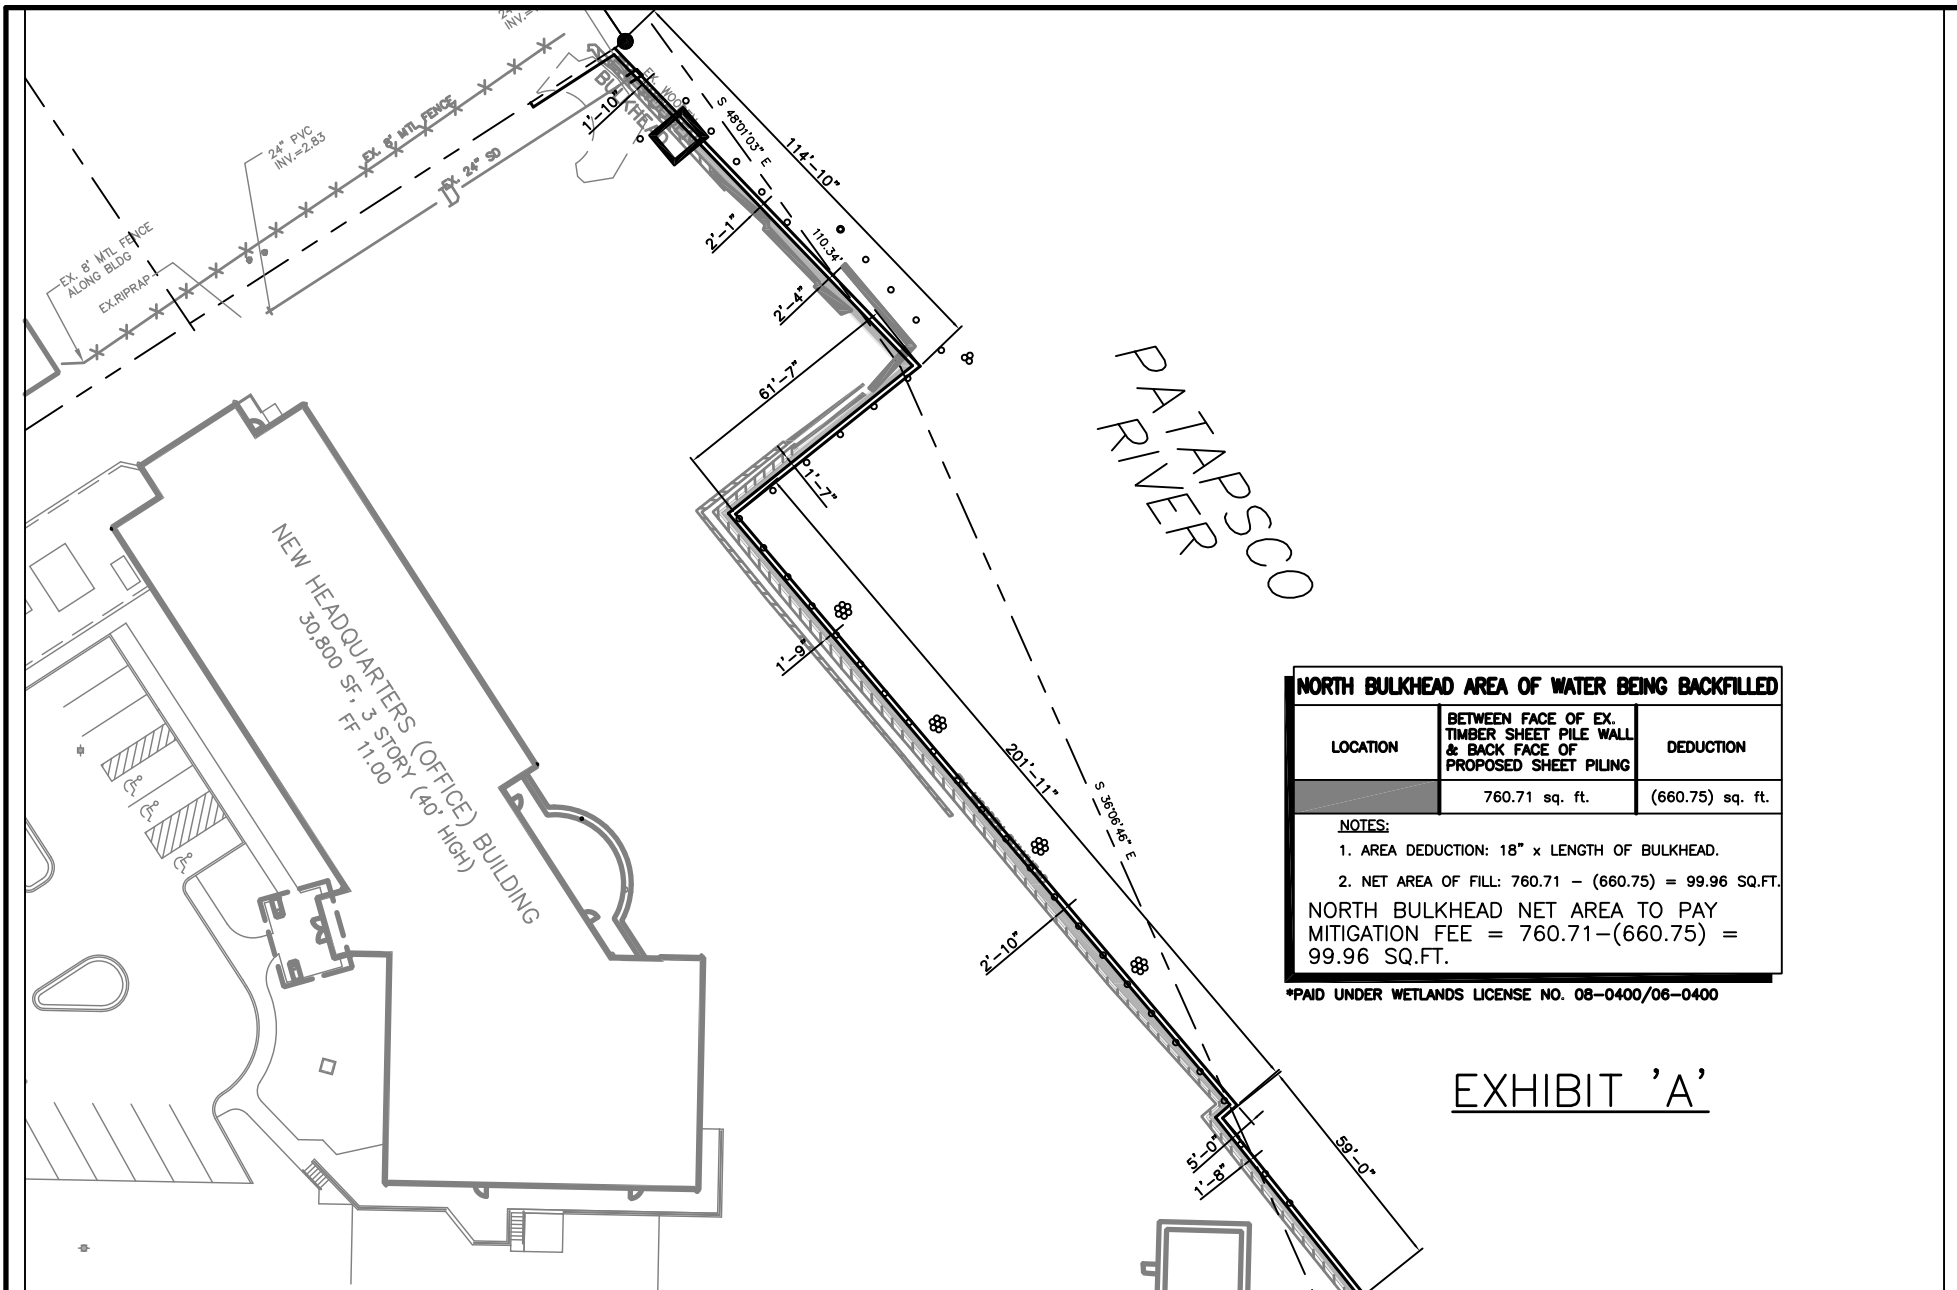 24" PVC
INV.=2.83
EX. 8' MTL FENCE
EX. 24" SD
EX. 8' MTL FENCE
ALONG BLDG
EX.RIPRAP
EX. WOODEN
BULKHEAD
1'-10"
S 48°01'03" E
114'-10"
2'-1"
110.34'
2'-4"
61'-7"
1'-7"
PATAPSCO
RIVER
NEW HEADQUARTERS (OFFICE) BUILDING
30,800 SF, 3 STORY (40' HIGH)
FF 11.00
1'-9"
201'-11"
S 36°06'46" E
2'-10"
5'-0"
1'-8"
59'-0"
NORTH BULKHEAD AREA OF WATER BEING BACKFILLED
LOCATION
BETWEEN FACE OF EX.
TIMBER SHEET PILE WALL
& BACK FACE OF
PROPOSED SHEET PILING
DEDUCTION
760.71 sq. ft.
(660.75) sq. ft.
NOTES:
1. AREA DEDUCTION: 18" x LENGTH OF BULKHEAD.
2. NET AREA OF FILL: 760.71 - (660.75) = 99.96 SQ.FT.
NORTH BULKHEAD NET AREA TO PAY
MITIGATION FEE = 760.71-(660.75) =
99.96 SQ.FT.
*PAID UNDER WETLANDS LICENSE NO. 08-0400/06-0400
EXHIBIT 'A'